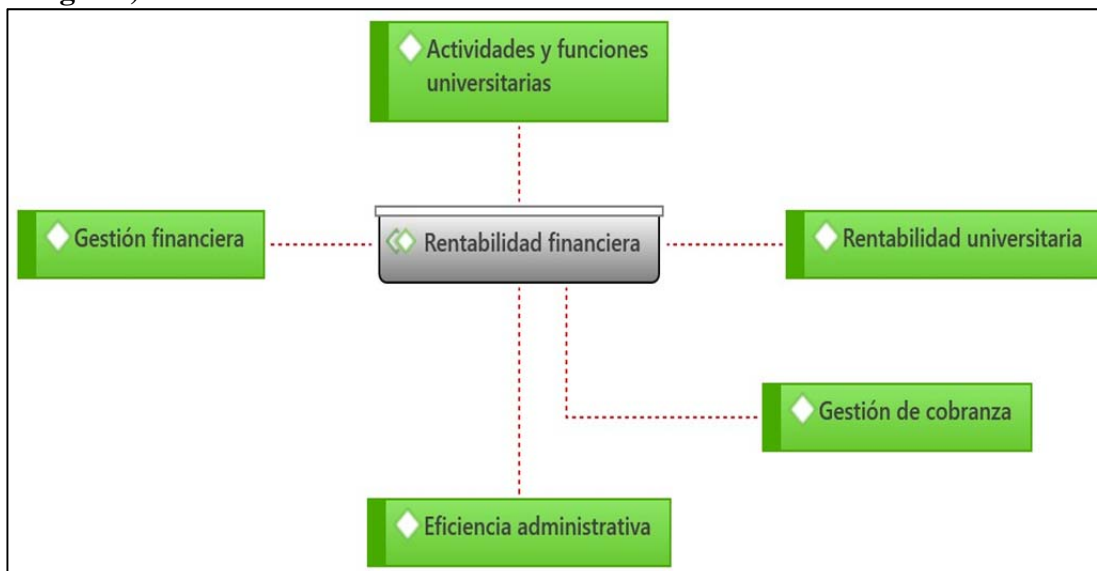 Actividades y funciones
universitarias
Gestión financiera
Rentabilidad financiera
Rentabilidad universitaria
Gestión de cobranza
Eficiencia administrativa